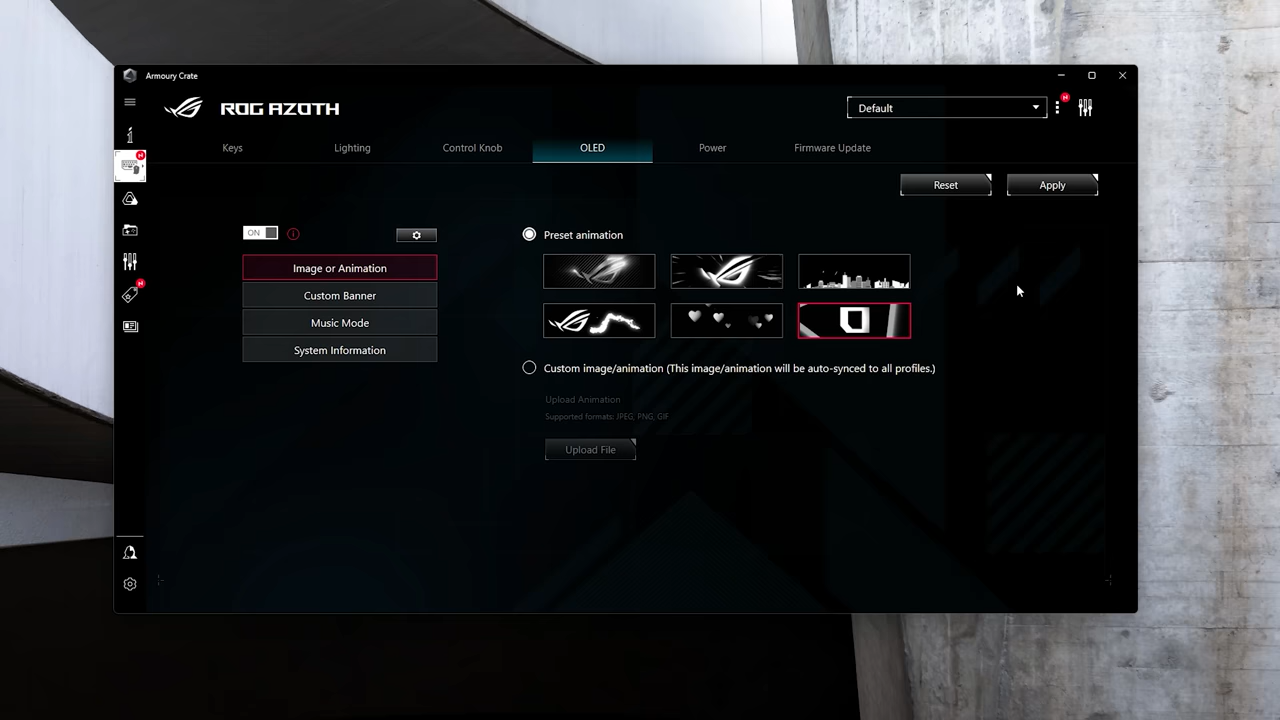 Armoury Crate
ROG AZOTH
Default
Keys
Lighting
Control Knob
OLED
Power
Firmware Update
Reset
Apply
ON
Preset animation
Image or Animation
Custom Banner
Music Mode
System Information
Custom image/animation (This image/animation will be auto-synced to all profiles.)
Upload Animation
Supported formats: JPEG, PNG, GIF
Upload File